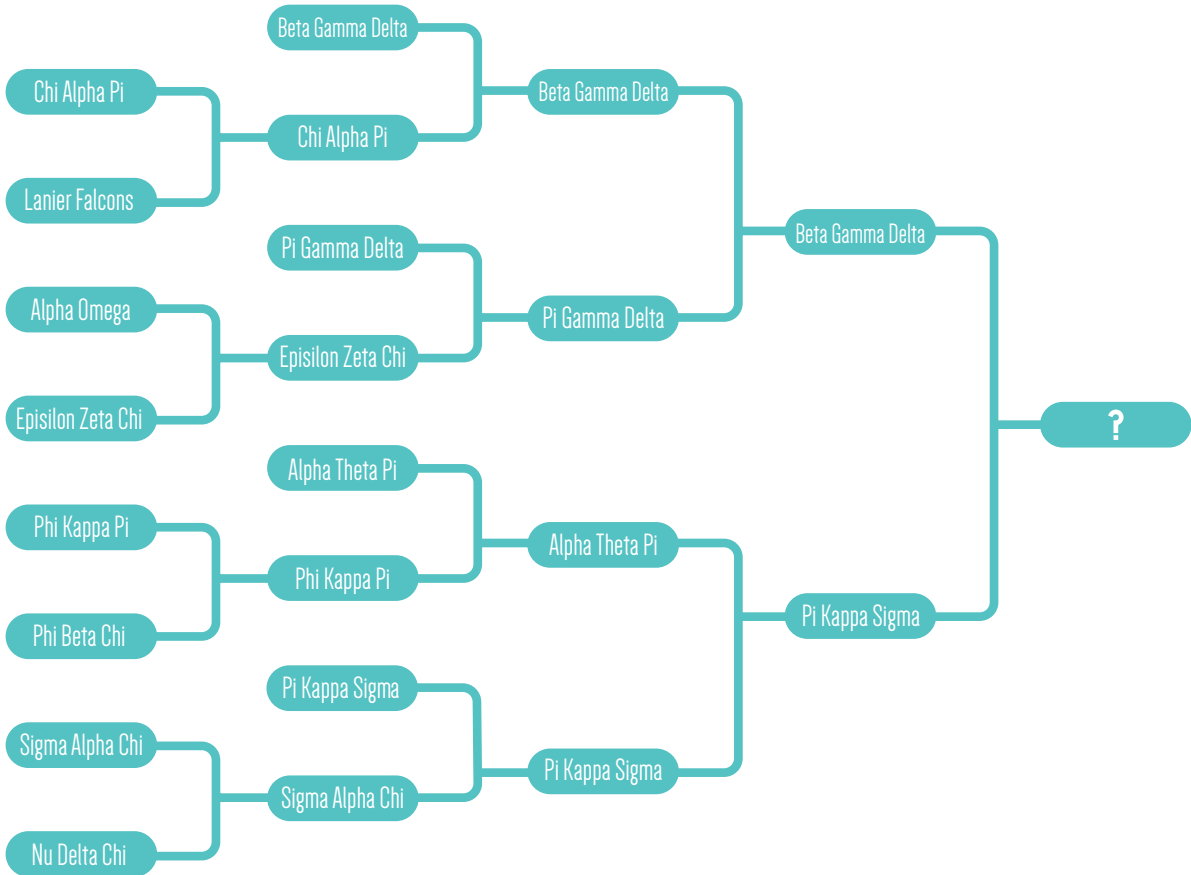 Beta Gamma Delta
Chi Alpha Pi
Lanier Falcons
Chi Alpha Pi
Beta Gamma Delta
Alpha Omega
Episilon Zeta Chi
Pi Gamma Delta
Episilon Zeta Chi
Pi Gamma Delta
Beta Gamma Delta
Phi Kappa Pi
Phi Beta Chi
Alpha Theta Pi
Phi Kappa Pi
Alpha Theta Pi
Sigma Alpha Chi
Nu Delta Chi
Pi Kappa Sigma
Sigma Alpha Chi
Pi Kappa Sigma
Pi Kappa Sigma
?